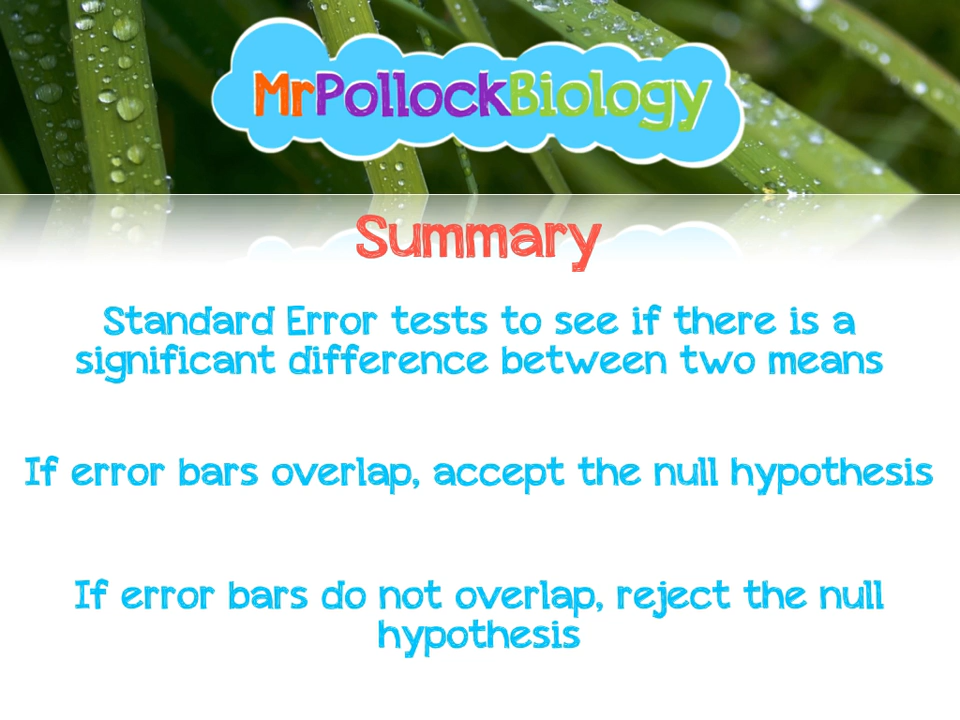 MrPollockBiology
Summary
Standard Error tests to see if there is a
significant difference between two means
If error bars overlap, accept the null hypothesis
If error bars do not overlap, reject the null
hypothesis